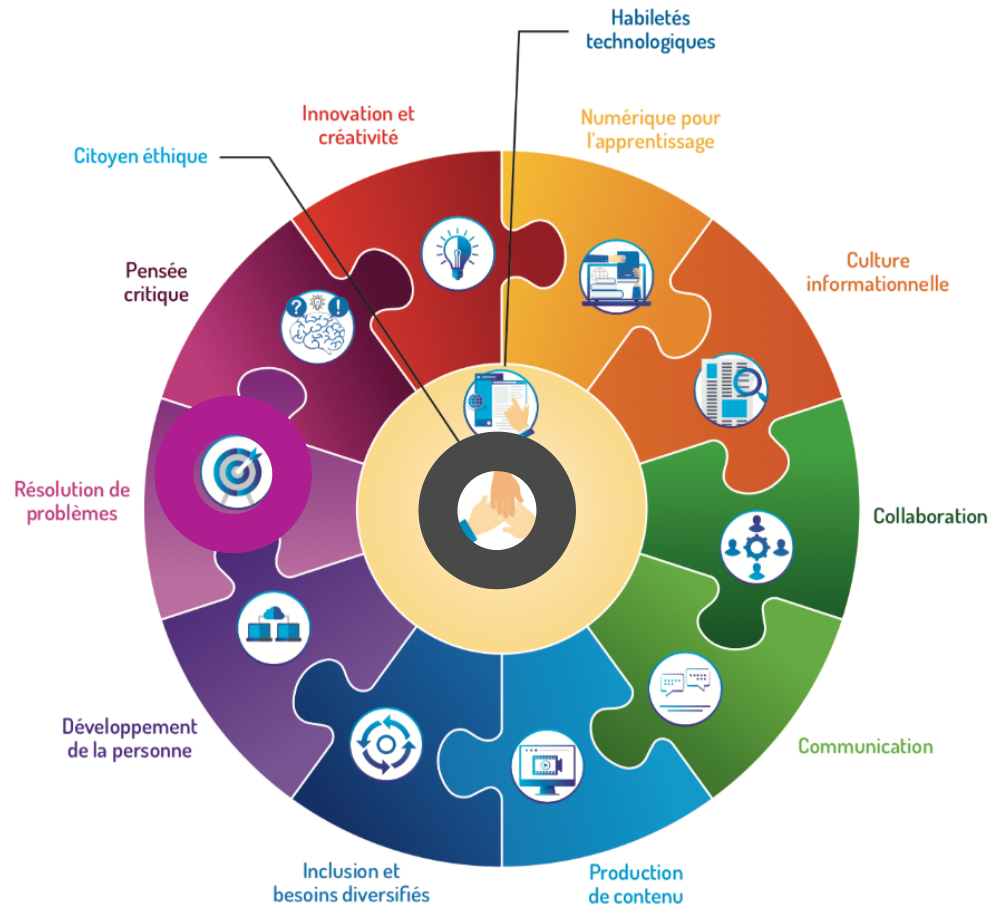 Habiletés
technologiques
Innovation et
créativité
Numérique pour
l'apprentissage
Citoyen éthique
Pensée
critique
Culture
informationnelle
Résolution de
problèmes
Collaboration
Développement
de la personne
Communication
Inclusion et
besoins diversifiés
Production
de contenu
? !